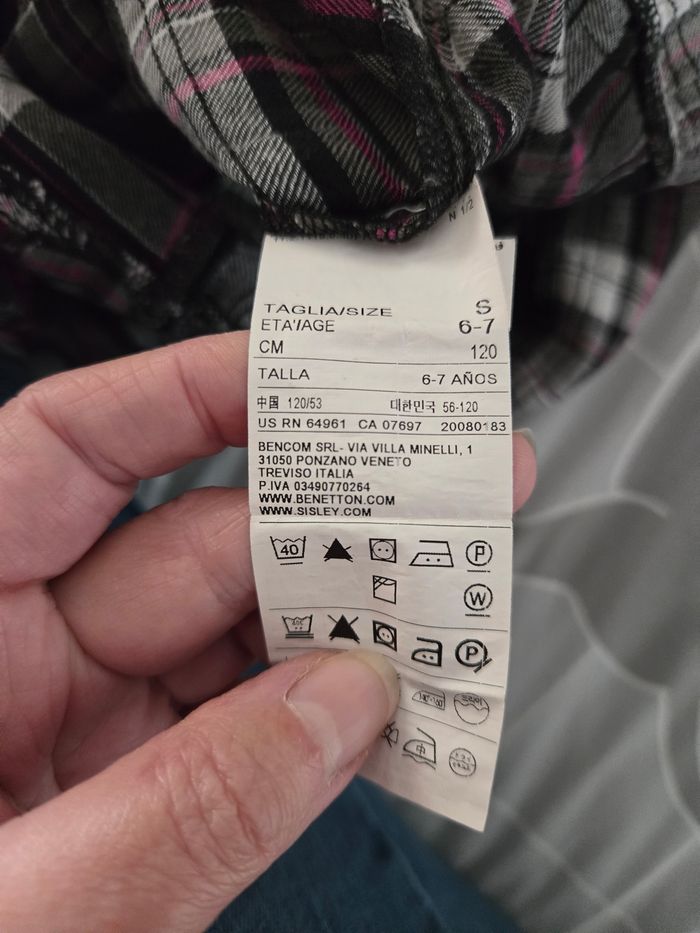 N 1/2
TAGLIA/SIZE S
ETA'/AGE 6-7
CM 120
TALLA 6-7 AÑOS
中国 120/53 대한민국 56-120
US RN 64961 CA 07697 20080183
BENCOM SRL- VIA VILLA MINELLI, 1
31050 PONZANO VENETO
TREVISO ITALIA
P.IVA 03490770264
WWW.BENETTON.COM
WWW.SISLEY.COM
40 P
W
P
中